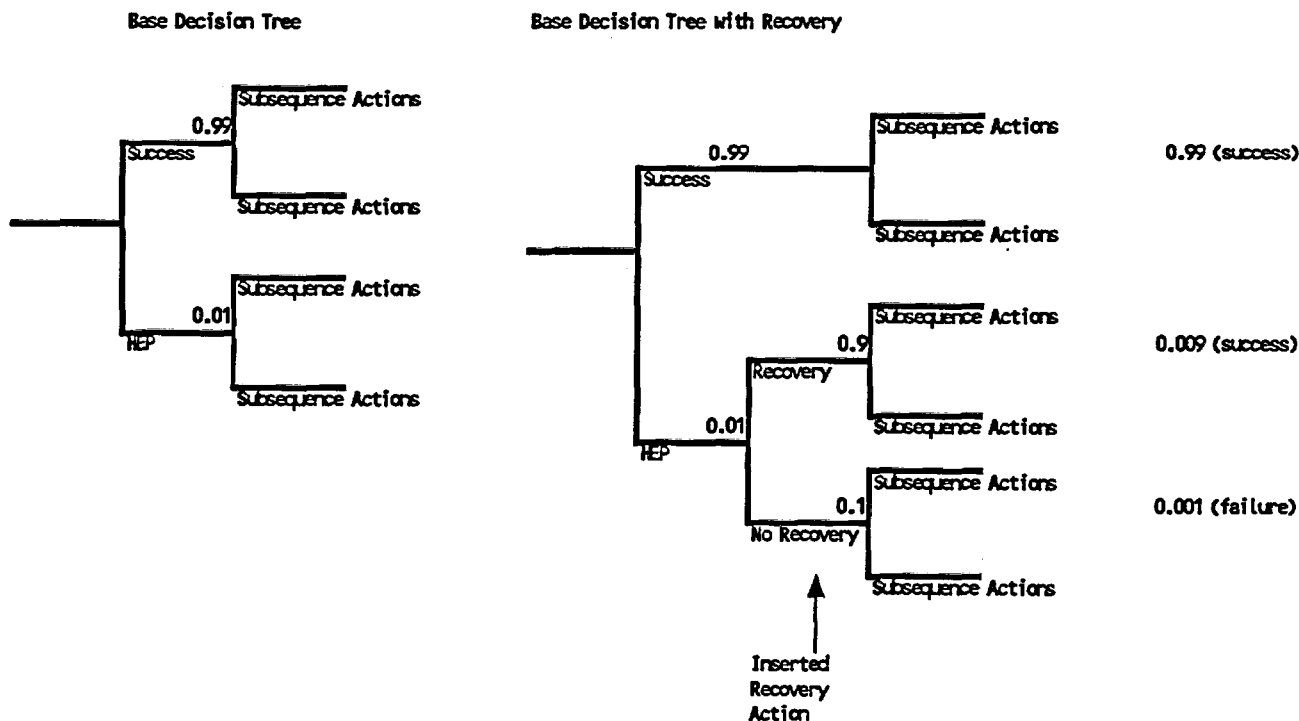 Base Decision Tree
Subsequence Actions
0.99
Success
Subsequence Actions
Subsequence Actions
0.01
HEP
Subsequence Actions
Base Decision Tree with Recovery
Subsequence Actions
0.99
0.99 (success)
Success
Subsequence Actions
Subsequence Actions
0.9
0.009 (success)
Recovery
Subsequence Actions
0.01
HEP
Subsequence Actions
0.1
0.001 (failure)
No Recovery
Subsequence Actions
Inserted
Recovery
Action